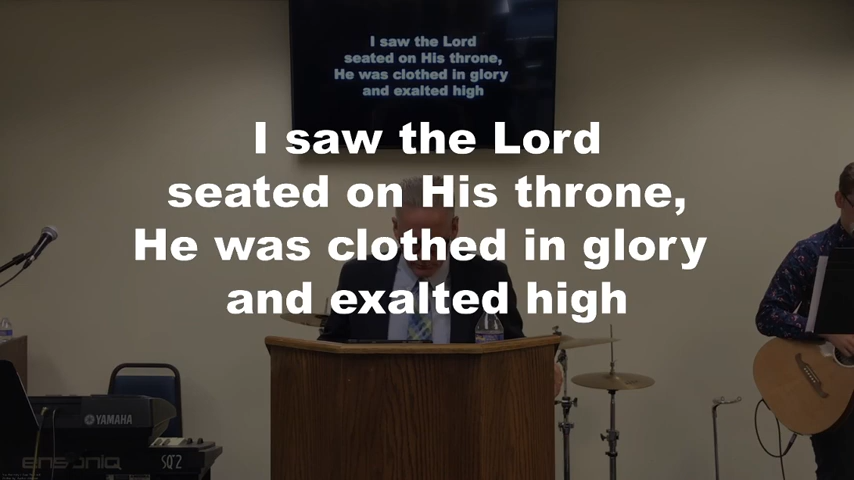 I saw the Lord
seated on His throne,
He was clothed in glory
and exalted high
I saw the Lord
seated on His throne,
He was clothed in glory
and exalted high
YAMAHA
ensoniq
SQ·2